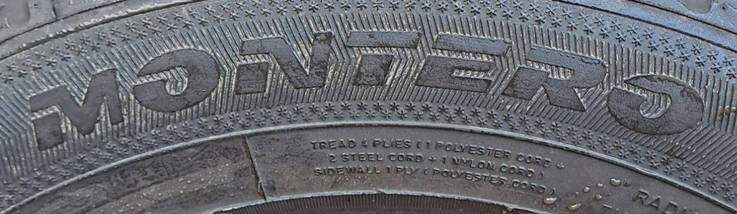 MONTERO
TREAD 4 PLIES ( 1 POLYESTER CORD +
2 STEEL CORD + 1 NYLON CORD )
SIDEWALL 1 PLY ( POLYESTER CORD )